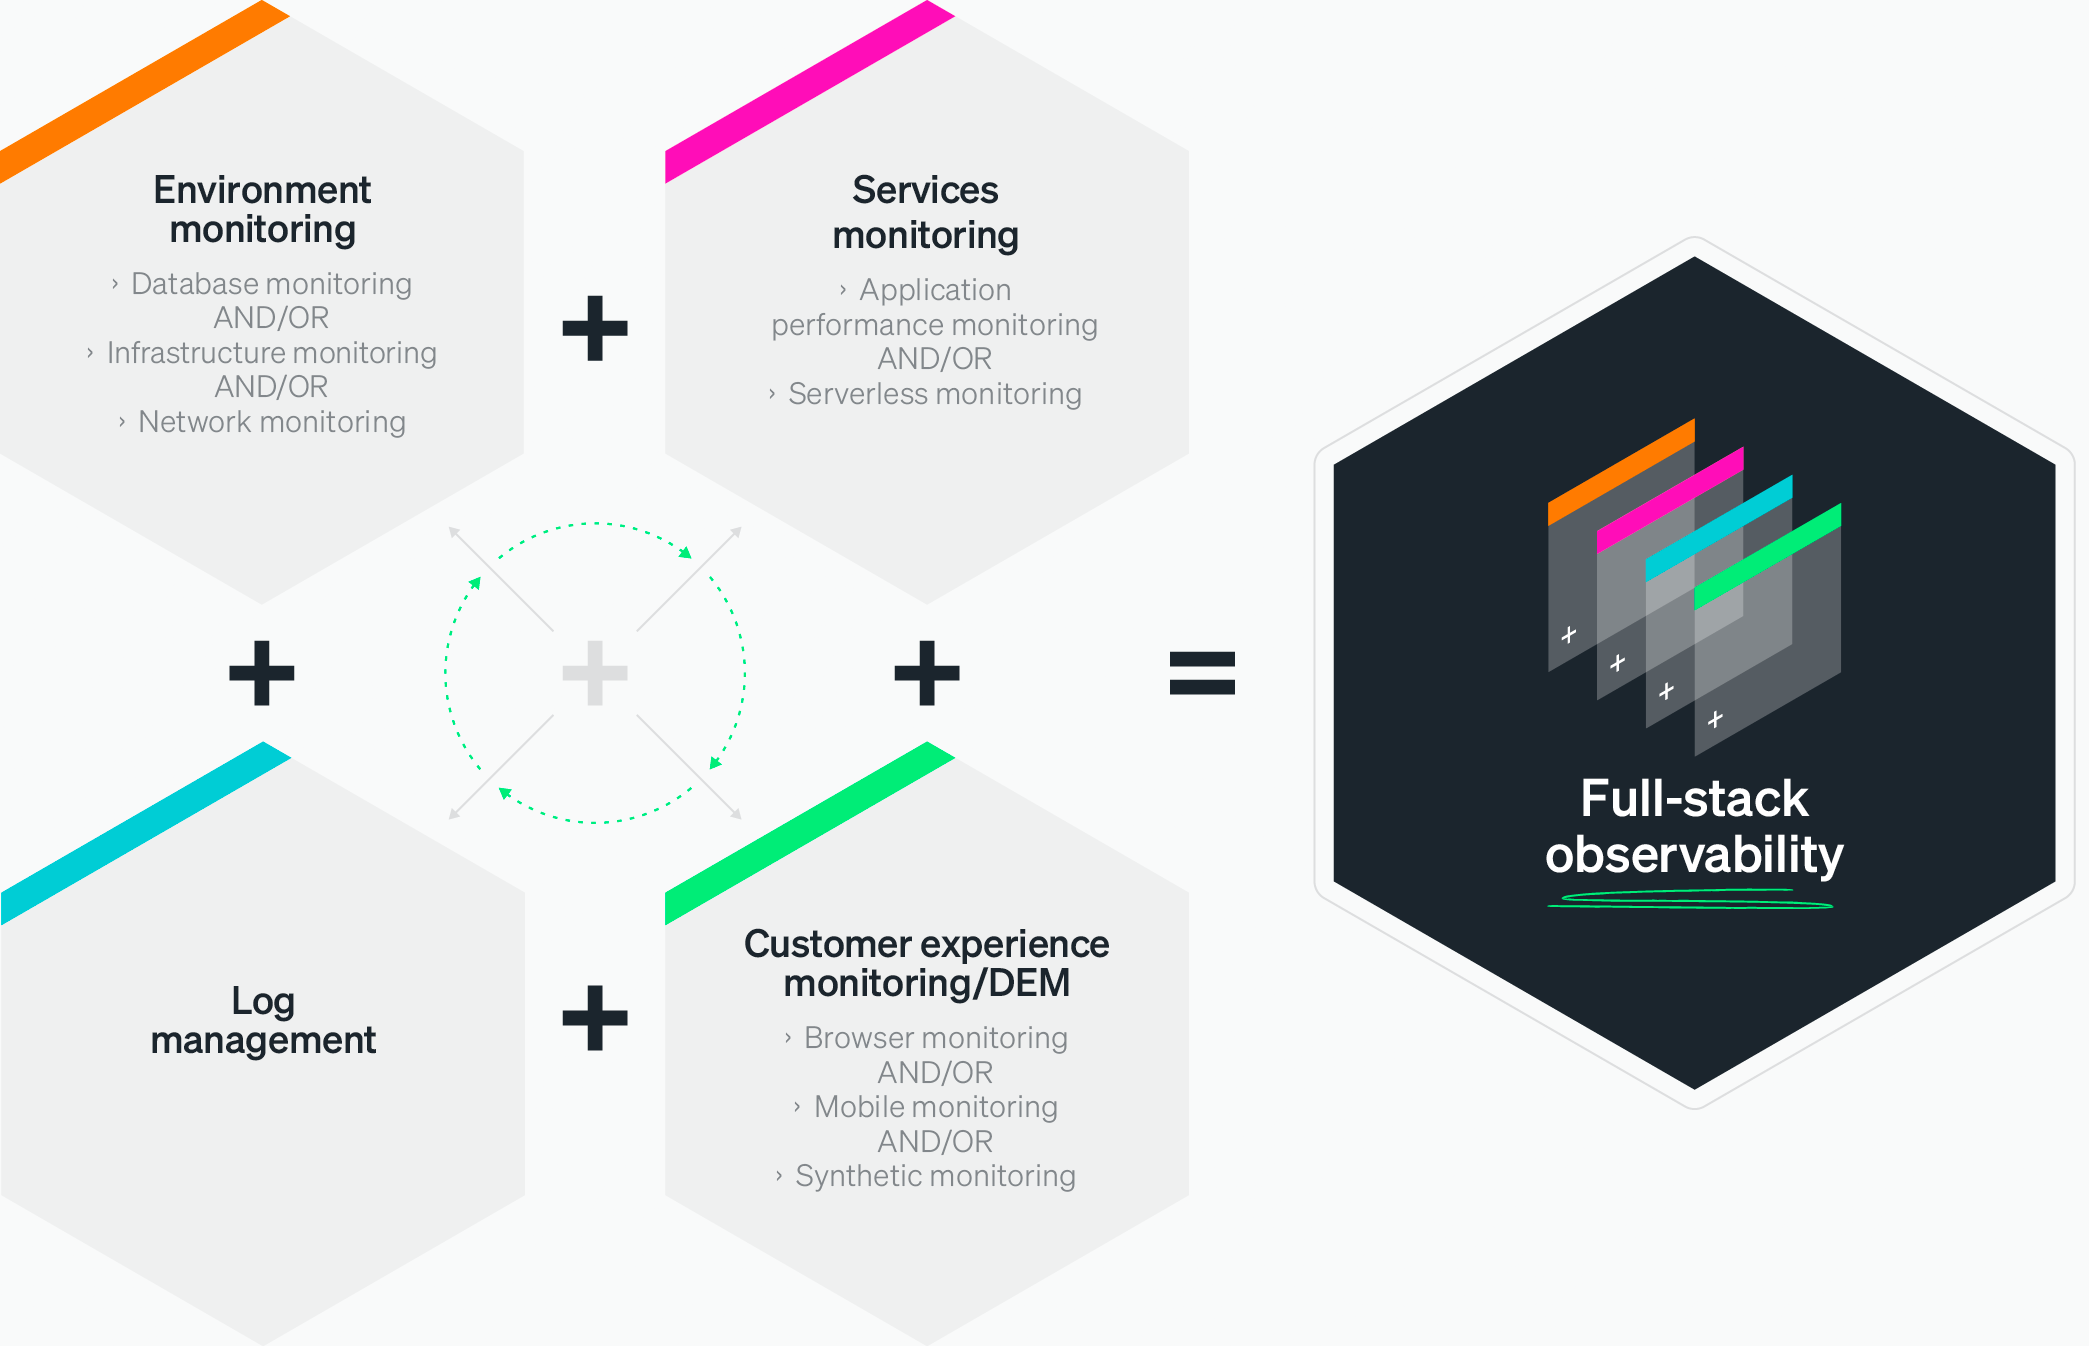 Environment
monitoring
› Database monitoring
AND/OR
› Infrastructure monitoring
AND/OR
› Network monitoring
+
Services
monitoring
› Application
performance monitoring
AND/OR
› Serverless monitoring
+
+
+
=
Log
management
+
Customer experience
monitoring/DEM
› Browser monitoring
AND/OR
› Mobile monitoring
AND/OR
› Synthetic monitoring
+
+
+
+
Full-stack
observability